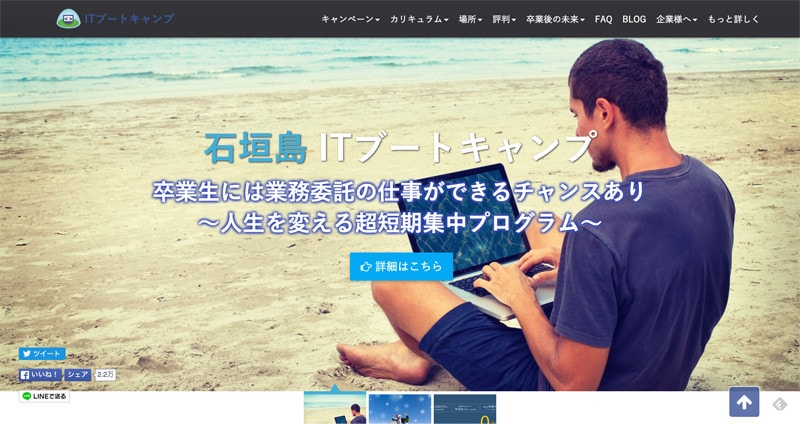 ITブートキャンプ
キャンペーン カリキュラム 場所 評判 卒業後の未来 FAQ BLOG 企業様へ もっと詳しく
石垣島 ITブートキャンプ
卒業生には業務委託の仕事ができるチャンスあり
〜人生を変える超短期集中プログラム〜
詳細はこちら
ツイート
いいね！ シェア 2.2万
LINEで送る